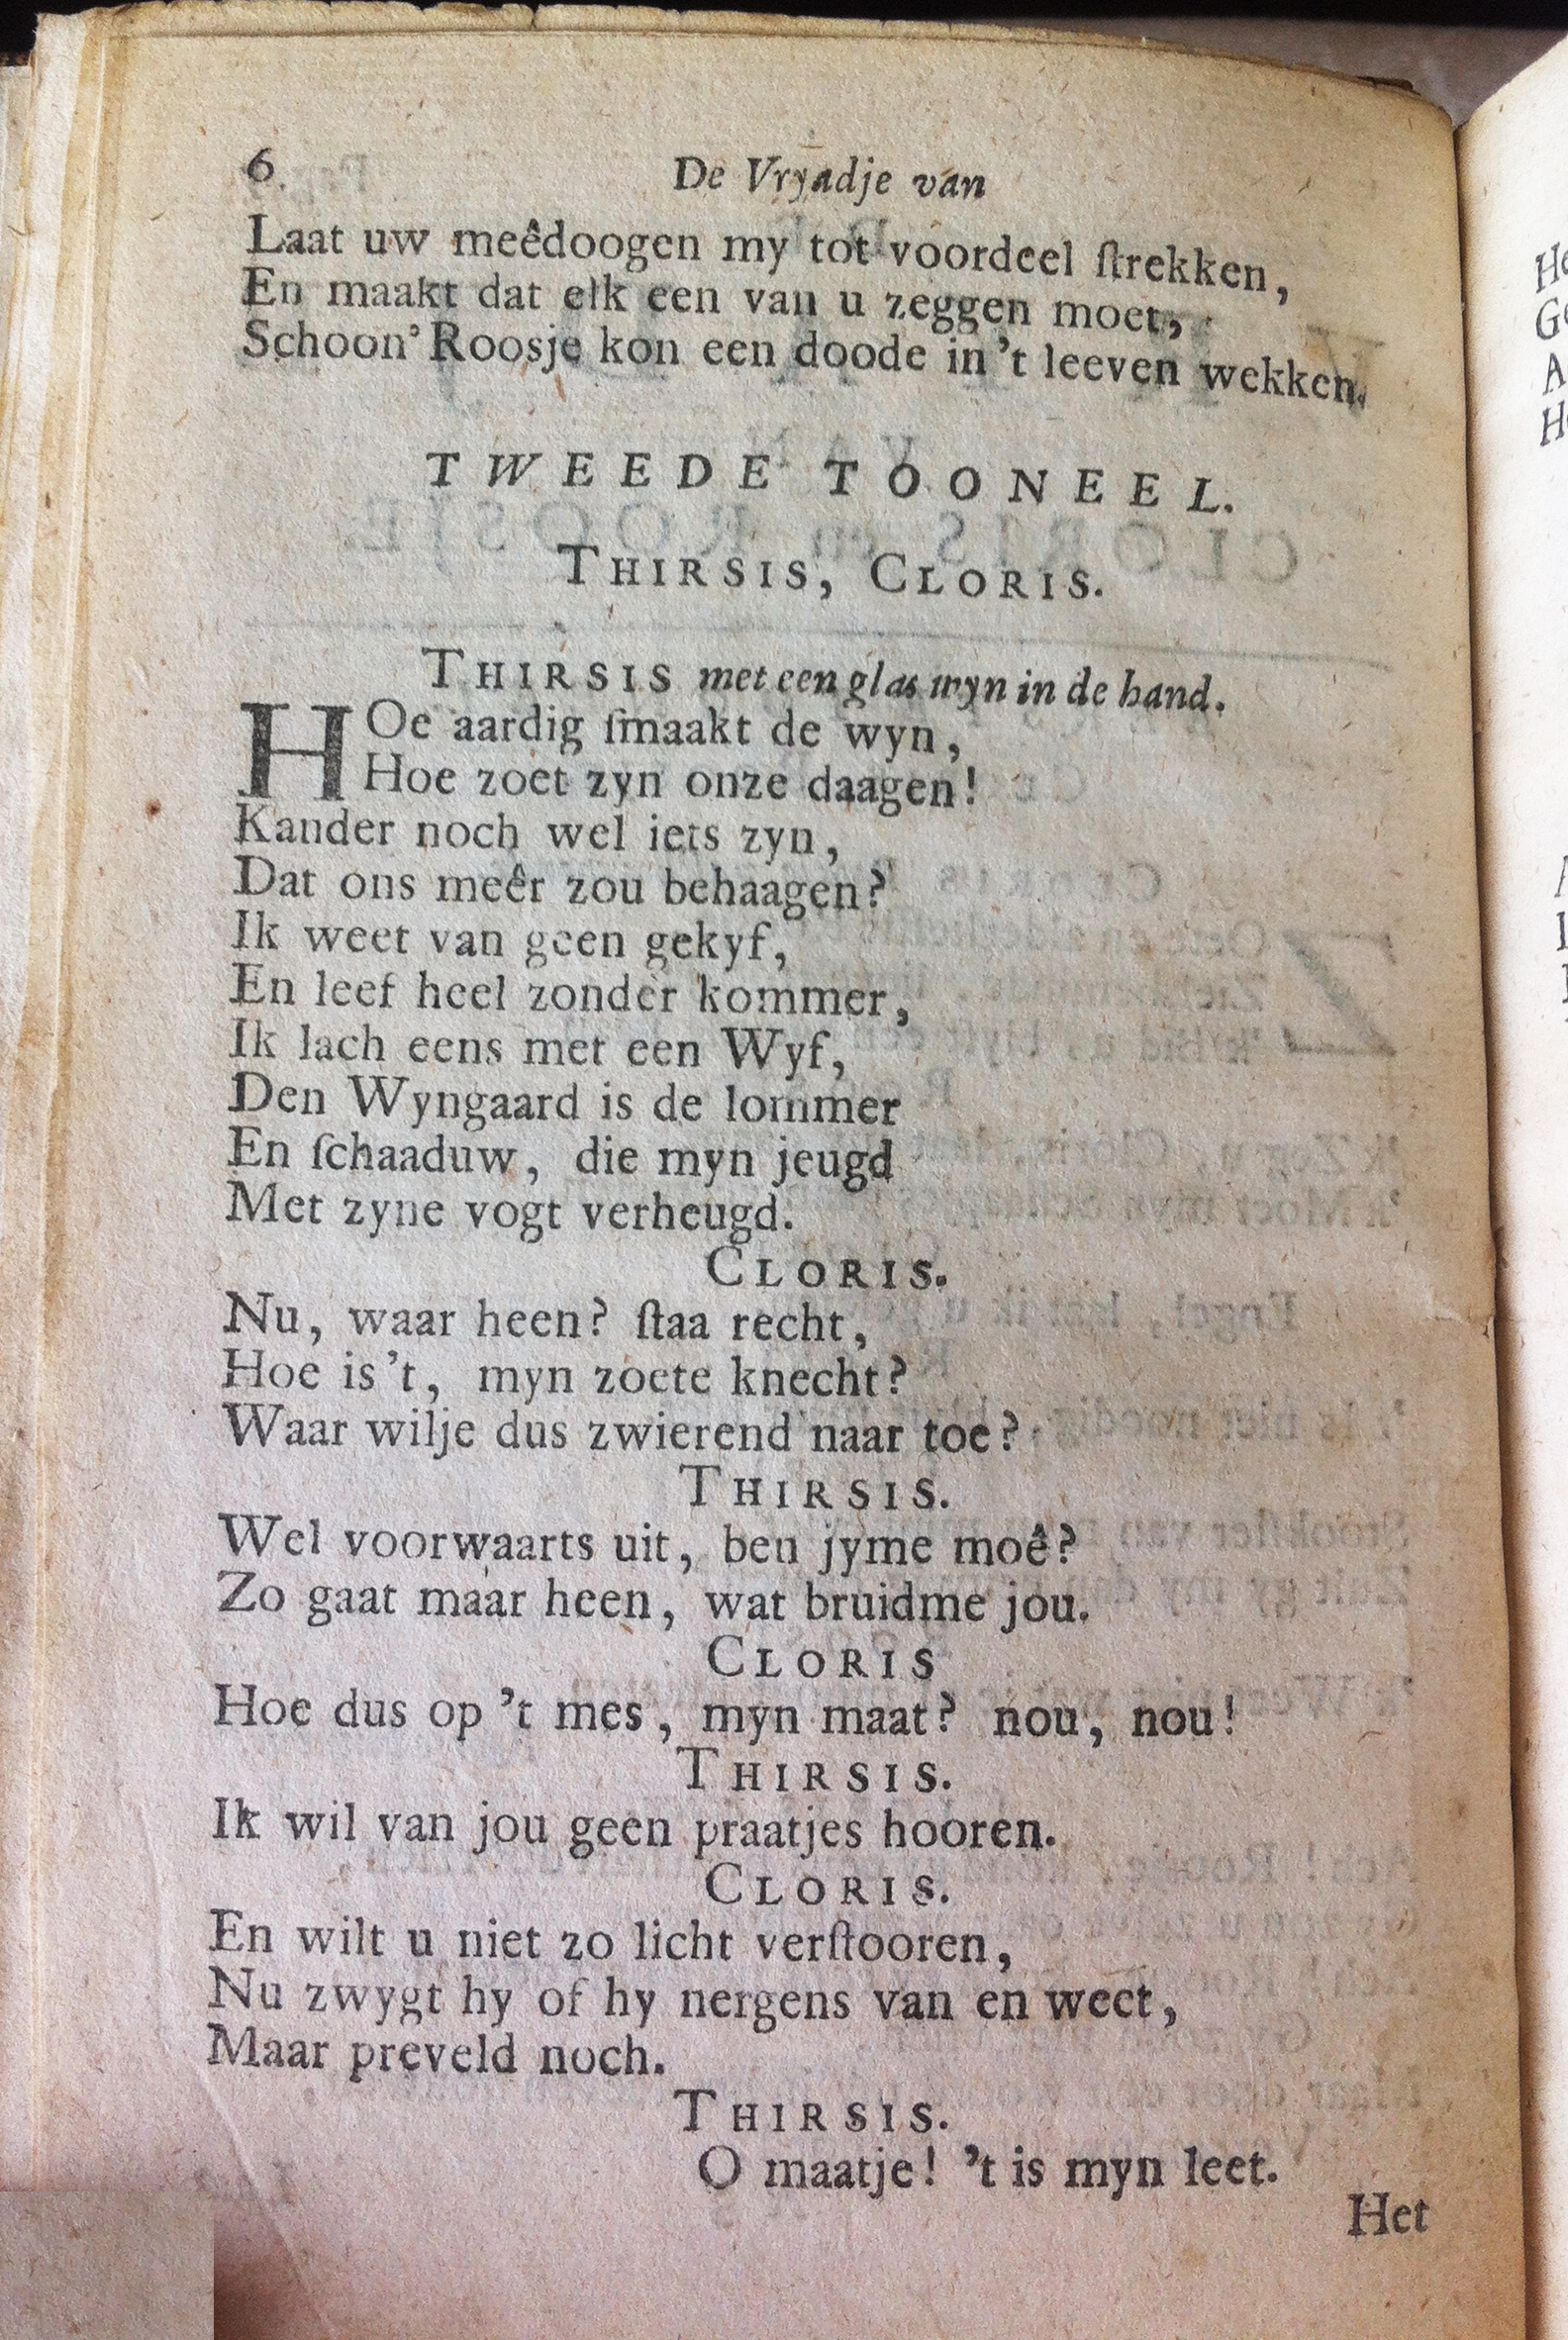 6 De Vryadje van
Laat uw meêdoogen my tot voordeel ſtrekken,
En maakt dat elk een van u zeggen moet,
Schoon' Roosje kon een doode in 't leeven wekken.
TWEEDE TOONEEL.
THIRSIS, CLORIS.
THIRSIS met een glas wyn in de hand.
HOe aardig ſmaakt de wyn,
Hoe zoet zyn onze daagen!
Kander noch wel iets zyn,
Dat ons meêr zou behaagen?
Ik weet van geen gekyf,
En leef heel zonder kommer,
Ik lach eens met een Wyf,
Den Wyngaard is de lommer
En ſchaaduw, die myn jeugd
Met zyne vogt verheugd.
CLORIS.
Nu, waar heen? ſtaa recht,
Hoe is 't, myn zoete knecht?
Waar wilje dus zwierend naar toe?
THIRSIS.
Wel voorwaarts uit, ben jyme moê?
Zo gaat maar heen, wat bruidme jou.
CLORIS
Hoe dus op 't mes, myn maat? nou, nou!
THIRSIS.
Ik wil van jou geen praatjes hooren.
CLORIS.
En wilt u niet zo licht verſtooren,
Nu zwygt hy of hy nergens van en weet,
Maar preveld noch.
THIRSIS.
O maatje! 't is myn leet.
Het